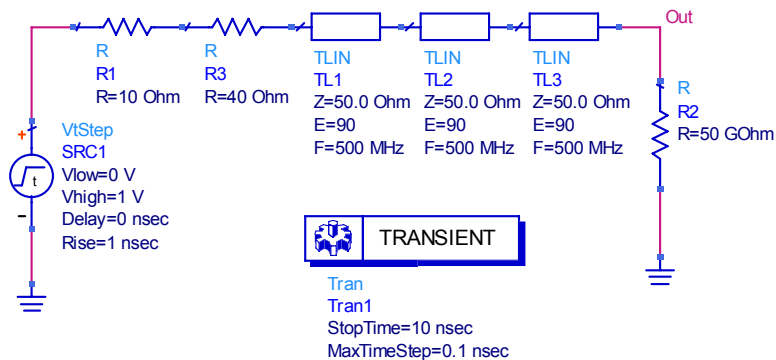 Out
R
R1
R=10 Ohm
R
R3
R=40 Ohm
TLIN
TL1
Z=50.0 Ohm
E=90
F=500 MHz
TLIN
TL2
Z=50.0 Ohm
E=90
F=500 MHz
TLIN
TL3
Z=50.0 Ohm
E=90
F=500 MHz
R
R2
R=50 GOhm
+
t
−
VtStep
SRC1
Vlow=0 V
Vhigh=1 V
Delay=0 nsec
Rise=1 nsec
TRANSIENT
Tran
Tran1
StopTime=10 nsec
MaxTimeStep=0.1 nsec